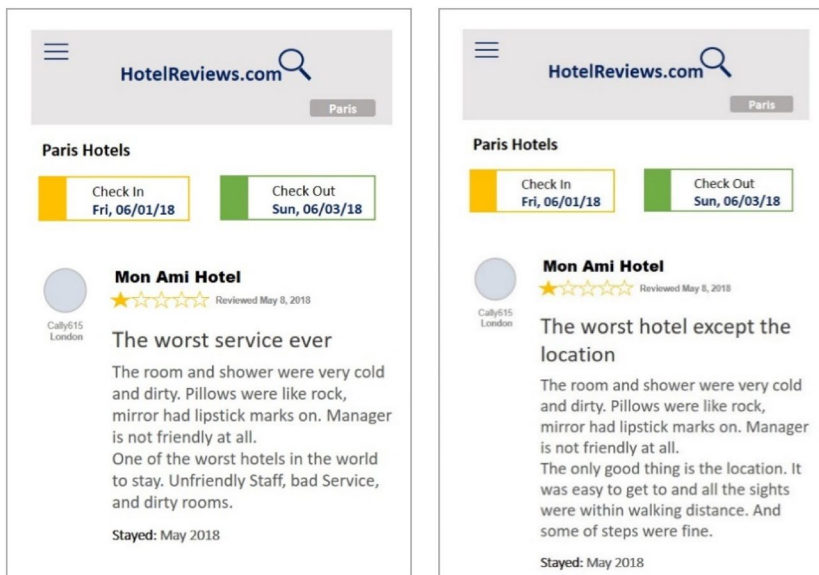 HotelReviews.com
Paris
Paris Hotels
Check In
Fri, 06/01/18
Check Out
Sun, 06/03/18
Mon Ami Hotel
Reviewed May 8, 2018
Cally615
London
The worst service ever
The room and shower were very cold
and dirty. Pillows were like rock,
mirror had lipstick marks on. Manager
is not friendly at all.
One of the worst hotels in the world
to stay. Unfriendly Staff, bad Service,
and dirty rooms.
Stayed: May 2018
HotelReviews.com
Paris
Paris Hotels
Check In
Fri, 06/01/18
Check Out
Sun, 06/03/18
Mon Ami Hotel
Reviewed May 8, 2018
Cally615
London
The worst hotel except the
location
The room and shower were very cold
and dirty. Pillows were like rock,
mirror had lipstick marks on. Manager
is not friendly at all.
The only good thing is the location. It
was easy to get to and all the sights
were within walking distance. And
some of steps were fine.
Stayed: May 2018